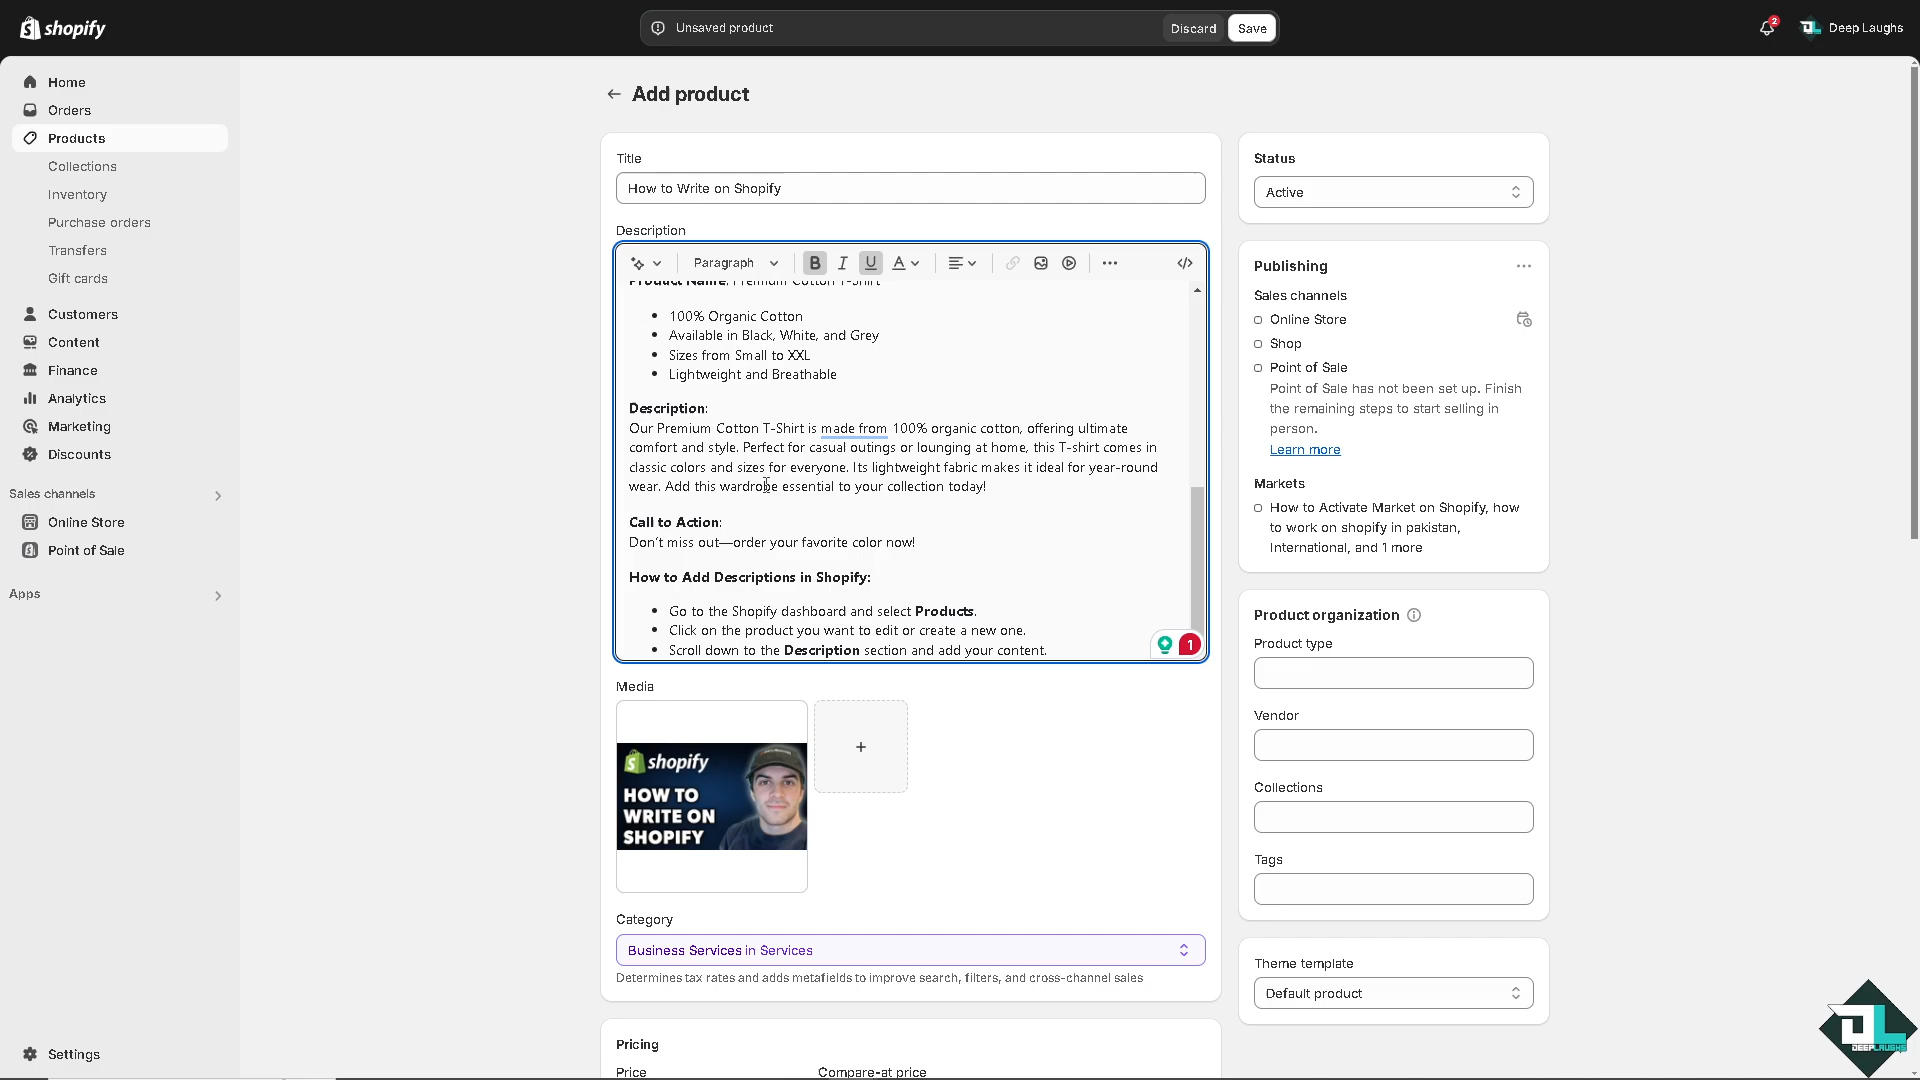 shopify
Unsaved product
Discard
Save
2
Deep Laughs
Home
Orders
Products
Collections
Inventory
Purchase orders
Transfers
Gift cards
Customers
Content
Finance
Analytics
Marketing
Discounts
Sales channels
Online Store
Point of Sale
Apps
Settings
Add product
Title
How to Write on Shopify
Description
Paragraph
B
I
U
A
Product Name: Premium Cotton T-Shirt
100% Organic Cotton
Available in Black, White, and Grey
Sizes from Small to XXL
Lightweight and Breathable
Description:
Our Premium Cotton T-Shirt is made from 100% organic cotton, offering ultimate
comfort and style. Perfect for casual outings or lounging at home, this T-shirt comes in
classic colors and sizes for everyone. Its lightweight fabric makes it ideal for year-round
wear. Add this wardrobe essential to your collection today!
Call to Action:
Don't miss out—order your favorite color now!
How to Add Descriptions in Shopify:
Go to the Shopify dashboard and select Products.
Click on the product you want to edit or create a new one.
Scroll down to the Description section and add your content.
1
Media
shopify
HOW TO
WRITE ON
SHOPIFY
Category
Business Services in Services
Determines tax rates and adds metafields to improve search, filters, and cross-channel sales
Pricing
Price
Compare-at price
Status
Active
Publishing
Sales channels
Online Store
Shop
Point of Sale
Point of Sale has not been set up. Finish
the remaining steps to start selling in
person.
Learn more
Markets
How to Activate Market on Shopify, how
to work on shopify in pakistan,
International, and 1 more
Product organization
Product type
Vendor
Collections
Tags
Theme template
Default product
DL
DEEPLAUGHS